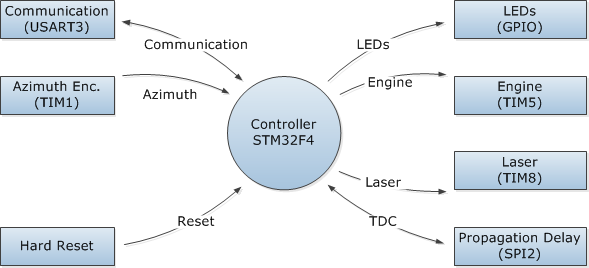 Communication
(USART3)
LEDs
(GPIO)
Communication
LEDs
Azimuth Enc.
(TIM1)
Azimuth
Engine
Engine
(TIM5)
Controller
STM32F4
Laser
Laser
(TIM8)
Hard Reset
Reset
TDC
Propagation Delay
(SPI2)